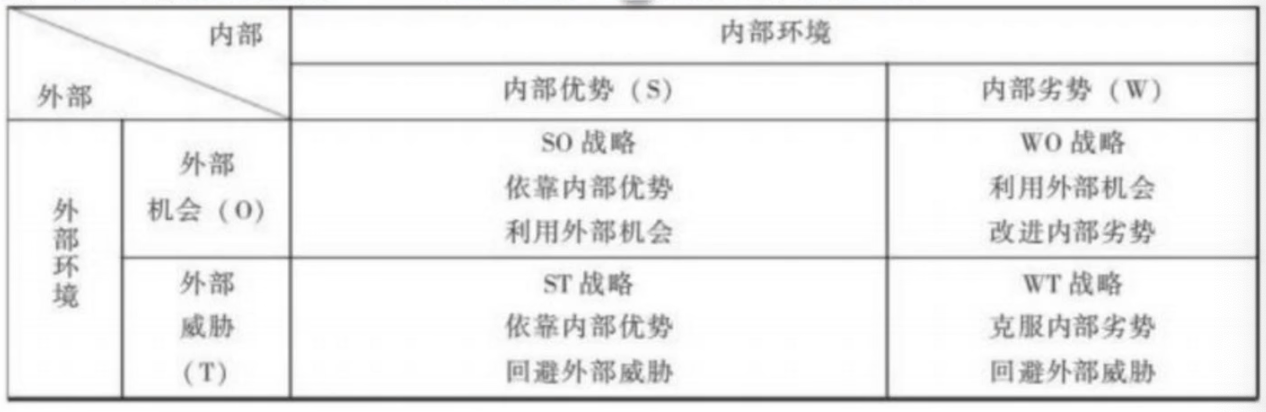 内部
外部
内部环境
内部优势（S）
内部劣势（W）
外部环境
外部
机会（O）
SO 战略
依靠内部优势
利用外部机会
WO 战略
利用外部机会
改进内部劣势
外部
威胁
（T）
ST 战略
依靠内部优势
回避外部威胁
WT 战略
克服内部劣势
回避外部威胁